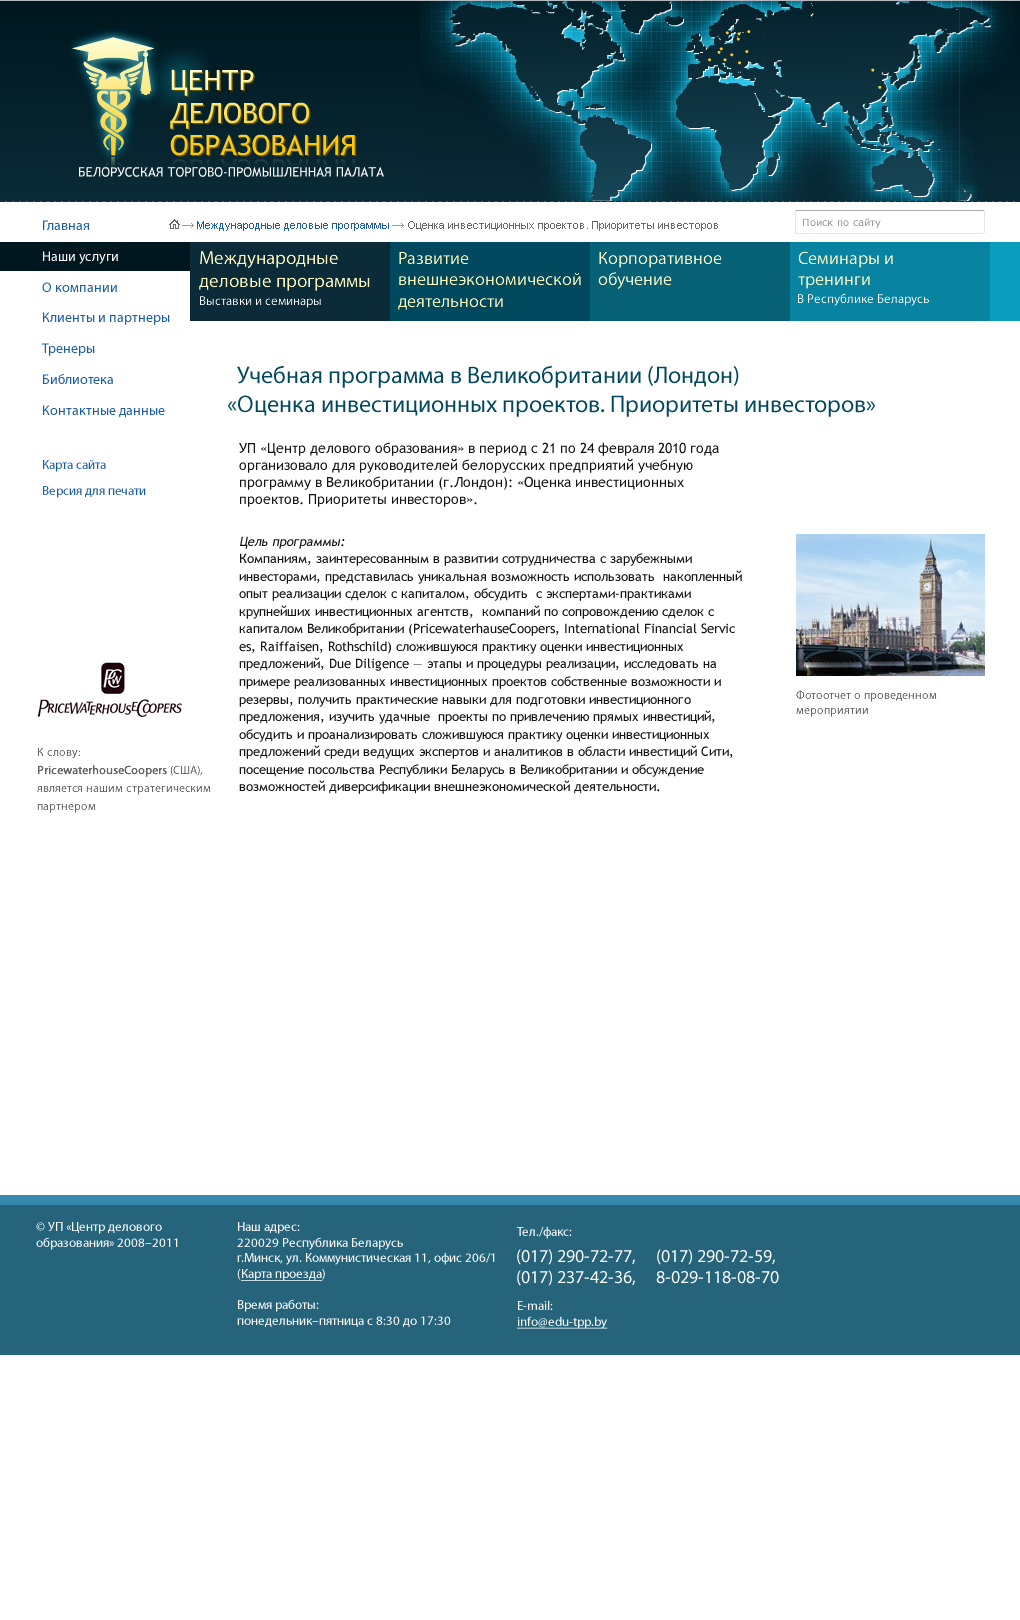 ЦЕНТР
ДЕЛОВОГО
ОБРАЗОВАНИЯ
БЕЛОРУССКАЯ ТОРГОВО-ПРОМЫШЛЕННАЯ ПАЛАТА
Главная
Наши услуги
О компании
Клиенты и партнеры
Тренеры
Библиотека
Контактные данные
Карта сайта
Версия для печати
Международные деловые программы → Оценка инвестиционных проектов. Приоритеты инвесторов
Поиск по сайту
Международные
деловые программы
Выставки и семинары
Развитие
внешнеэкономической
деятельности
Корпоративное
обучение
Семинары и
тренинги
В Республике Беларусь
Учебная программа в Великобритании (Лондон)
«Оценка инвестиционных проектов. Приоритеты инвесторов»
УП «Центр делового образования» в период с 21 по 24 февраля 2010 года
организовало для руководителей белорусских предприятий учебную
программу в Великобритании (г.Лондон): «Оценка инвестиционных
проектов. Приоритеты инвесторов».
Цель программы:
Компаниям, заинтересованным в развитии сотрудничества с зарубежными
инвесторами, представилась уникальная возможность использовать  накопленный
опыт реализации сделок с капиталом, обсудить  с экспертами-практиками
крупнейших инвестиционных агентств,  компаний по сопровождению сделок с
капиталом Великобритании (PricewaterhauseCoopers, International Financial Servic
es, Raiffaisen, Rothschild) сложившуюся практику оценки инвестиционных
предложений, Due Diligence — этапы и процедуры реализации, исследовать на
примере реализованных инвестиционных проектов собственные возможности и
резервы, получить практические навыки для подготовки инвестиционного
предложения, изучить удачные  проекты по привлечению прямых инвестиций,
обсудить и проанализировать сложившуюся практику оценки инвестиционных
предложений среди ведущих экспертов и аналитиков в области инвестиций Сити,
посещение посольства Республики Беларусь в Великобритании и обсуждение
возможностей диверсификации внешнеэкономической деятельности.
Фотоотчет о проведенном
мероприятии
PCW
PRICEWATERHOUSECOOPERS
К слову:
PricewaterhouseCoopers (США),
является нашим стратегическим
партнером
© УП «Центр делового
образования» 2008–2011
Наш адрес:
220029 Республика Беларусь
г.Минск, ул. Коммунистическая 11, офис 206/1
(Карта проезда)
Время работы:
понедельник–пятница с 8:30 до 17:30
Тел./факс:
(017) 290-72-77, (017) 290-72-59,
(017) 237-42-36, 8-029-118-08-70
E-mail:
info@edu-tpp.by